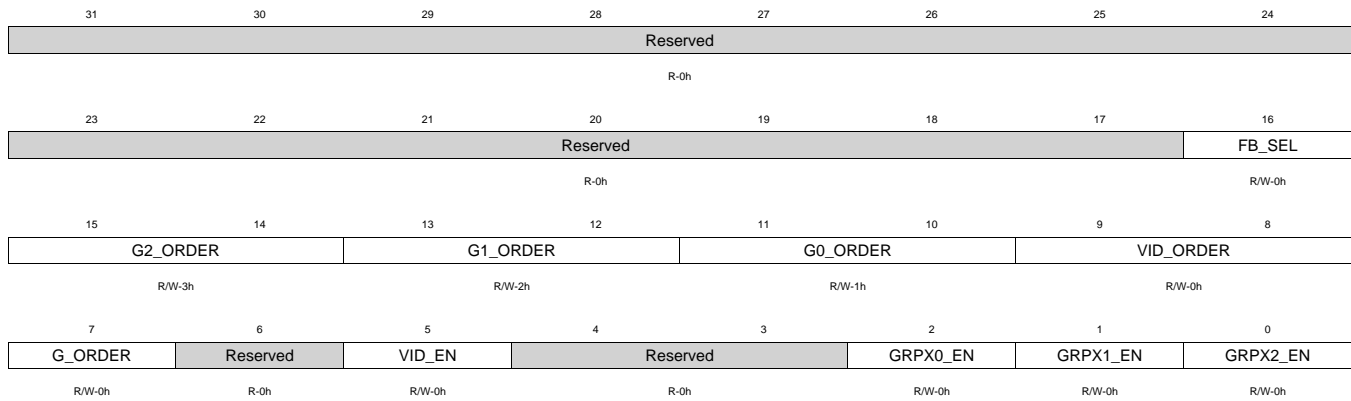 31 30 29 28 27 26 25 24
Reserved
R-0h
23 22 21 20 19 18 17 16
Reserved FB_SEL
R-0h R/W-0h
15 14 13 12 11 10 9 8
G2_ORDER G1_ORDER G0_ORDER VID_ORDER
R/W-3h R/W-2h R/W-1h R/W-0h
7 6 5 4 3 2 1 0
G_ORDER Reserved VID_EN Reserved GRPX0_EN GRPX1_EN GRPX2_EN
R/W-0h R-0h R/W-0h R-0h R/W-0h R/W-0h R/W-0h